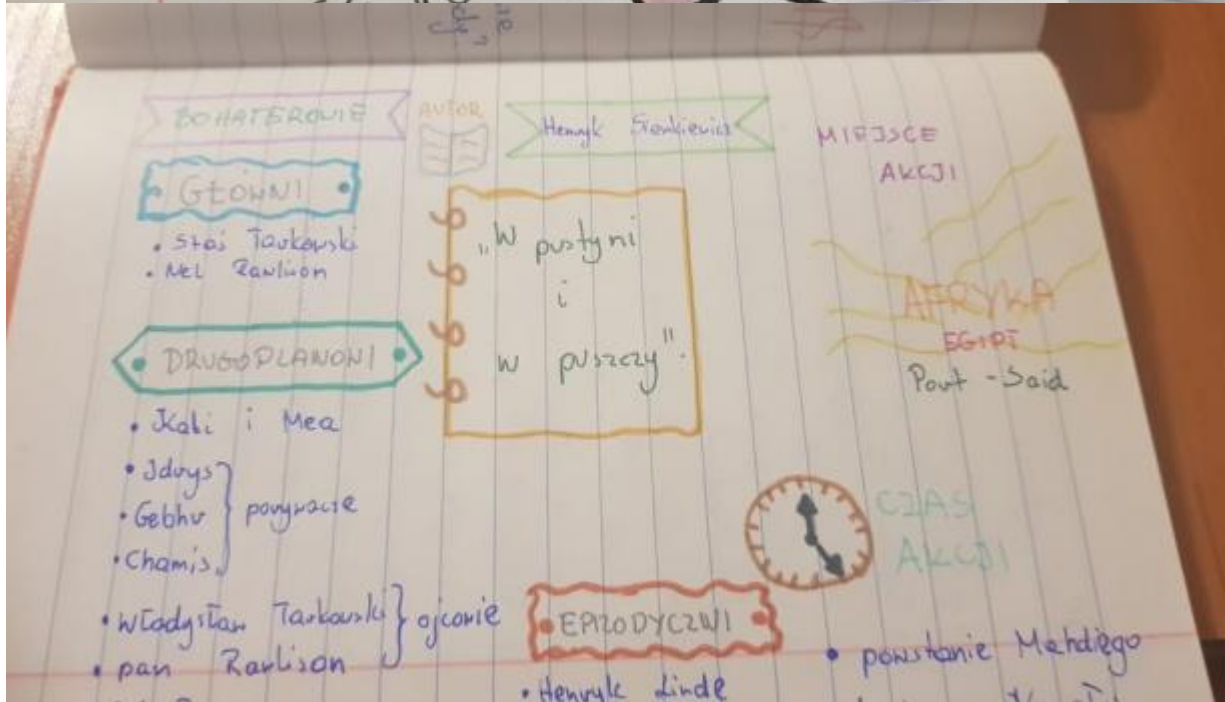 BOHATEROWIE
AUTOR
Henryk Sienkiewicz
MIEJSCE
AKCJI
GŁÓWNI
• Staś Tarkowski
• Nel Rawlison
„W pustyni
i
w puszczy".
AFRYKA
EGIPT
Port - Said
DRUGOPLANOWI
• Kali i Mea
• Idrys
• Gebhr
• Chamis
porywacze
CZAS
AKCJI
• Władysław Tarkowski
• pan Rawlison
ojcowie
EPIZODYCZNI
• Henryk Linde
• powstanie Mahdiego